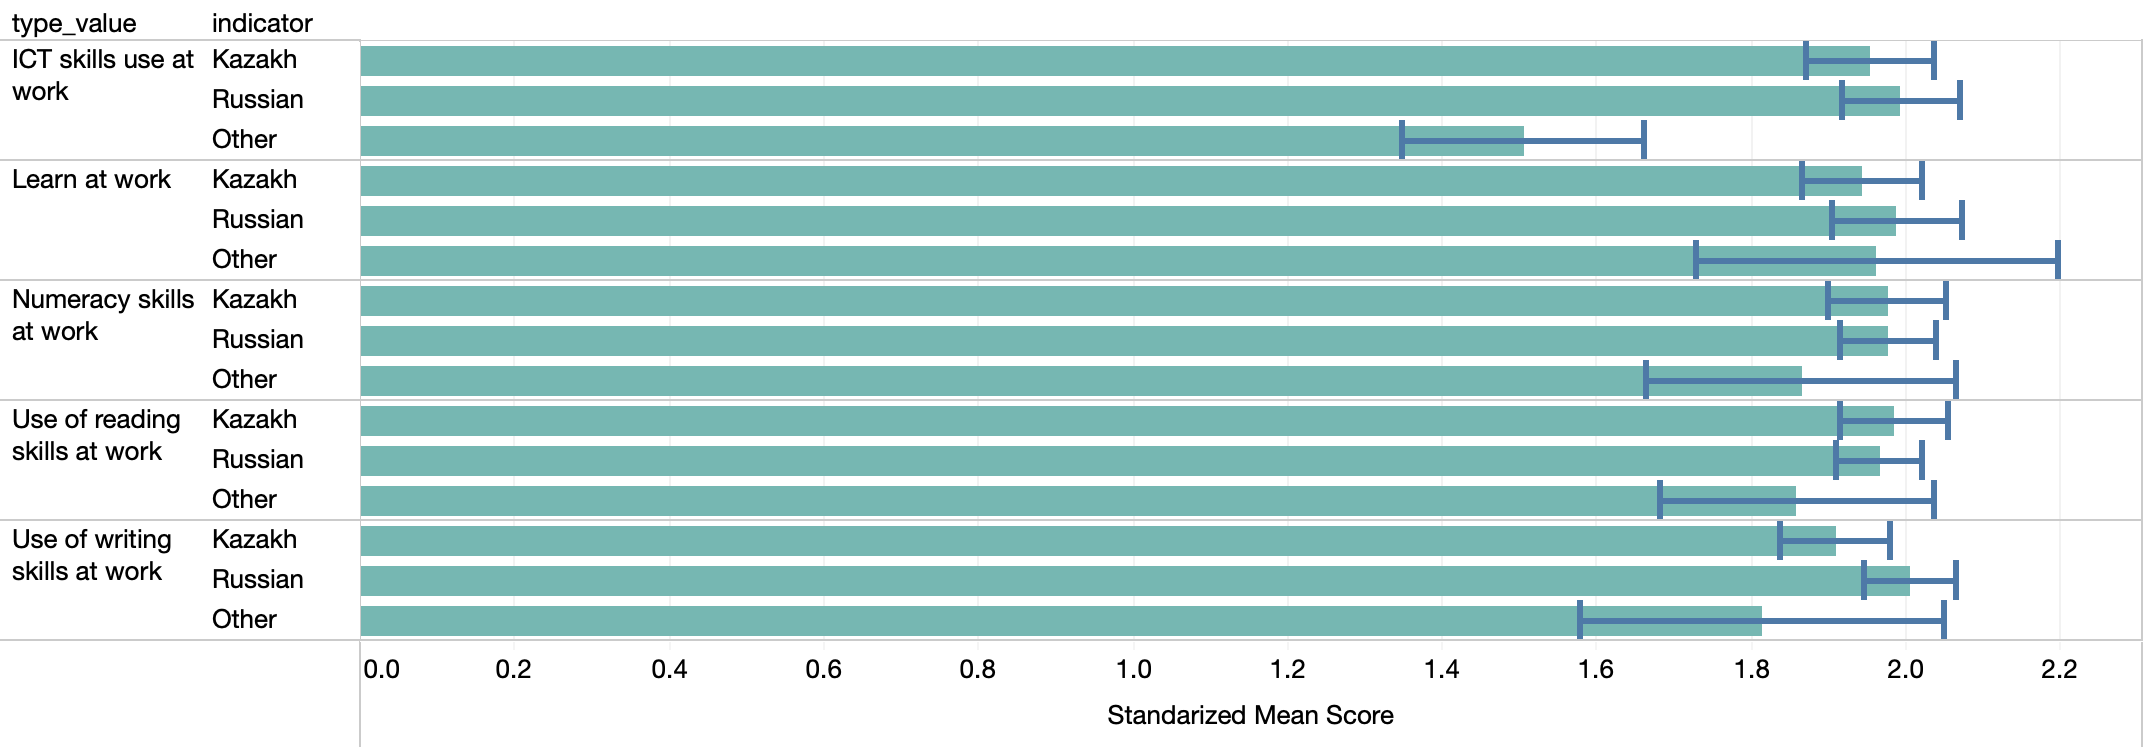 type_value indicator
ICT skills use at work Kazakh
Russian
Other
Learn at work Kazakh
Russian
Other
Numeracy skills at work Kazakh
Russian
Other
Use of reading skills at work Kazakh
Russian
Other
Use of writing skills at work Kazakh
Russian
Other
0.0 0.2 0.4 0.6 0.8 1.0 1.2 1.4 1.6 1.8 2.0 2.2
Standarized Mean Score